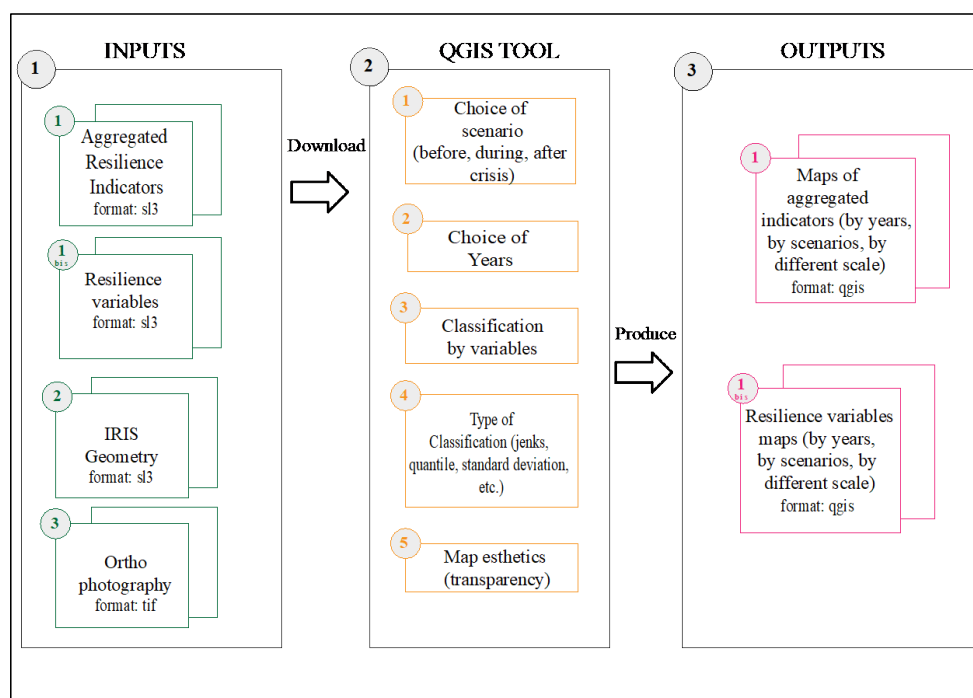 INPUTS
1
1
Aggregated
Resilience
Indicators
format: sl3
1
bis
Resilience
variables
format: sl3
2
IRIS
Geometry
format: sl3
3
Ortho
photography
format: tif
Download
QGIS TOOL
2
1
Choice of
scenario
(before, during, after
crisis)
2
Choice of
Years
3
Classification
by variables
4
Type of
Classification (jenks,
quantile, standard deviation,
etc.)
5
Map esthetics
(transparency)
Produce
OUTPUTS
3
1
Maps of
aggregated
indicators (by years,
by scenarios, by
different scale)
format: qgis
1
bis
Resilience variables
maps (by years,
by scenarios, by
different scale)
format: qgis